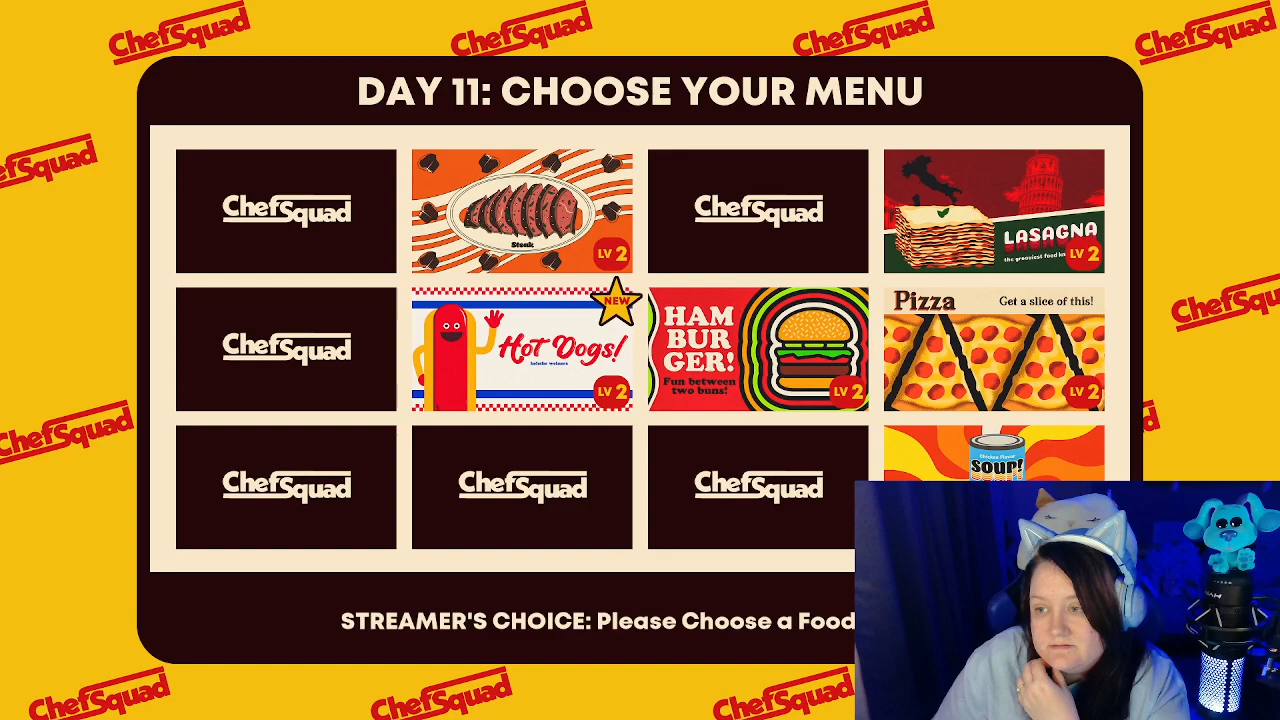 ChefSquad
ChefSquad
ChefSquad
ChefSquad
DAY 11: CHOOSE YOUR MENU
ChefSquad
Steak
LV 2
ChefSquad
LASAGNA
LV 2
ChefSquad
NEW
Hot Dogs!
LV 2
HAM
BUR
GER!
Fun between
two buns!
LV 2
Pizza
Get a slice of this!
LV 2
ChefSquad
ChefSquad
ChefSquad
Chicken Flavor
SOUP!
STREAMER'S CHOICE: Please Choose a Food
ChefSquad
ChefSquad
ChefSquad
ChefSquad